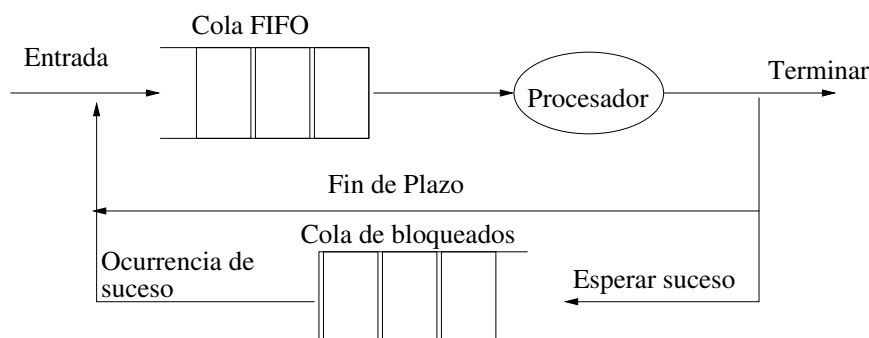 Cola FIFO
Entrada
Terminar
Procesador
Fin de Plazo
Cola de bloqueados
Ocurrencia de
suceso
Esperar suceso